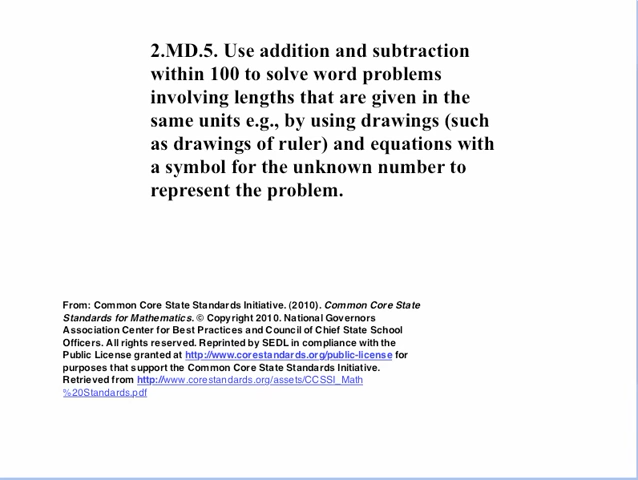 2.MD.5. Use addition and subtraction
within 100 to solve word problems
involving lengths that are given in the
same units e.g., by using drawings (such
as drawings of ruler) and equations with
a symbol for the unknown number to
represent the problem.
From: Common Core State Standards Initiative. (2010). Common Core State
Standards for Mathematics. © Copyright 2010. National Governors
Association Center for Best Practices and Council of Chief State School
Officers. All rights reserved. Reprinted by SEDL in compliance with the
Public License granted at http://www.corestandards.org/public-license for
purposes that support the Common Core State Standards Initiative.
Retrieved from http://www.corestandards.org/assets/CCSSI_Math
%20Standards.pdf